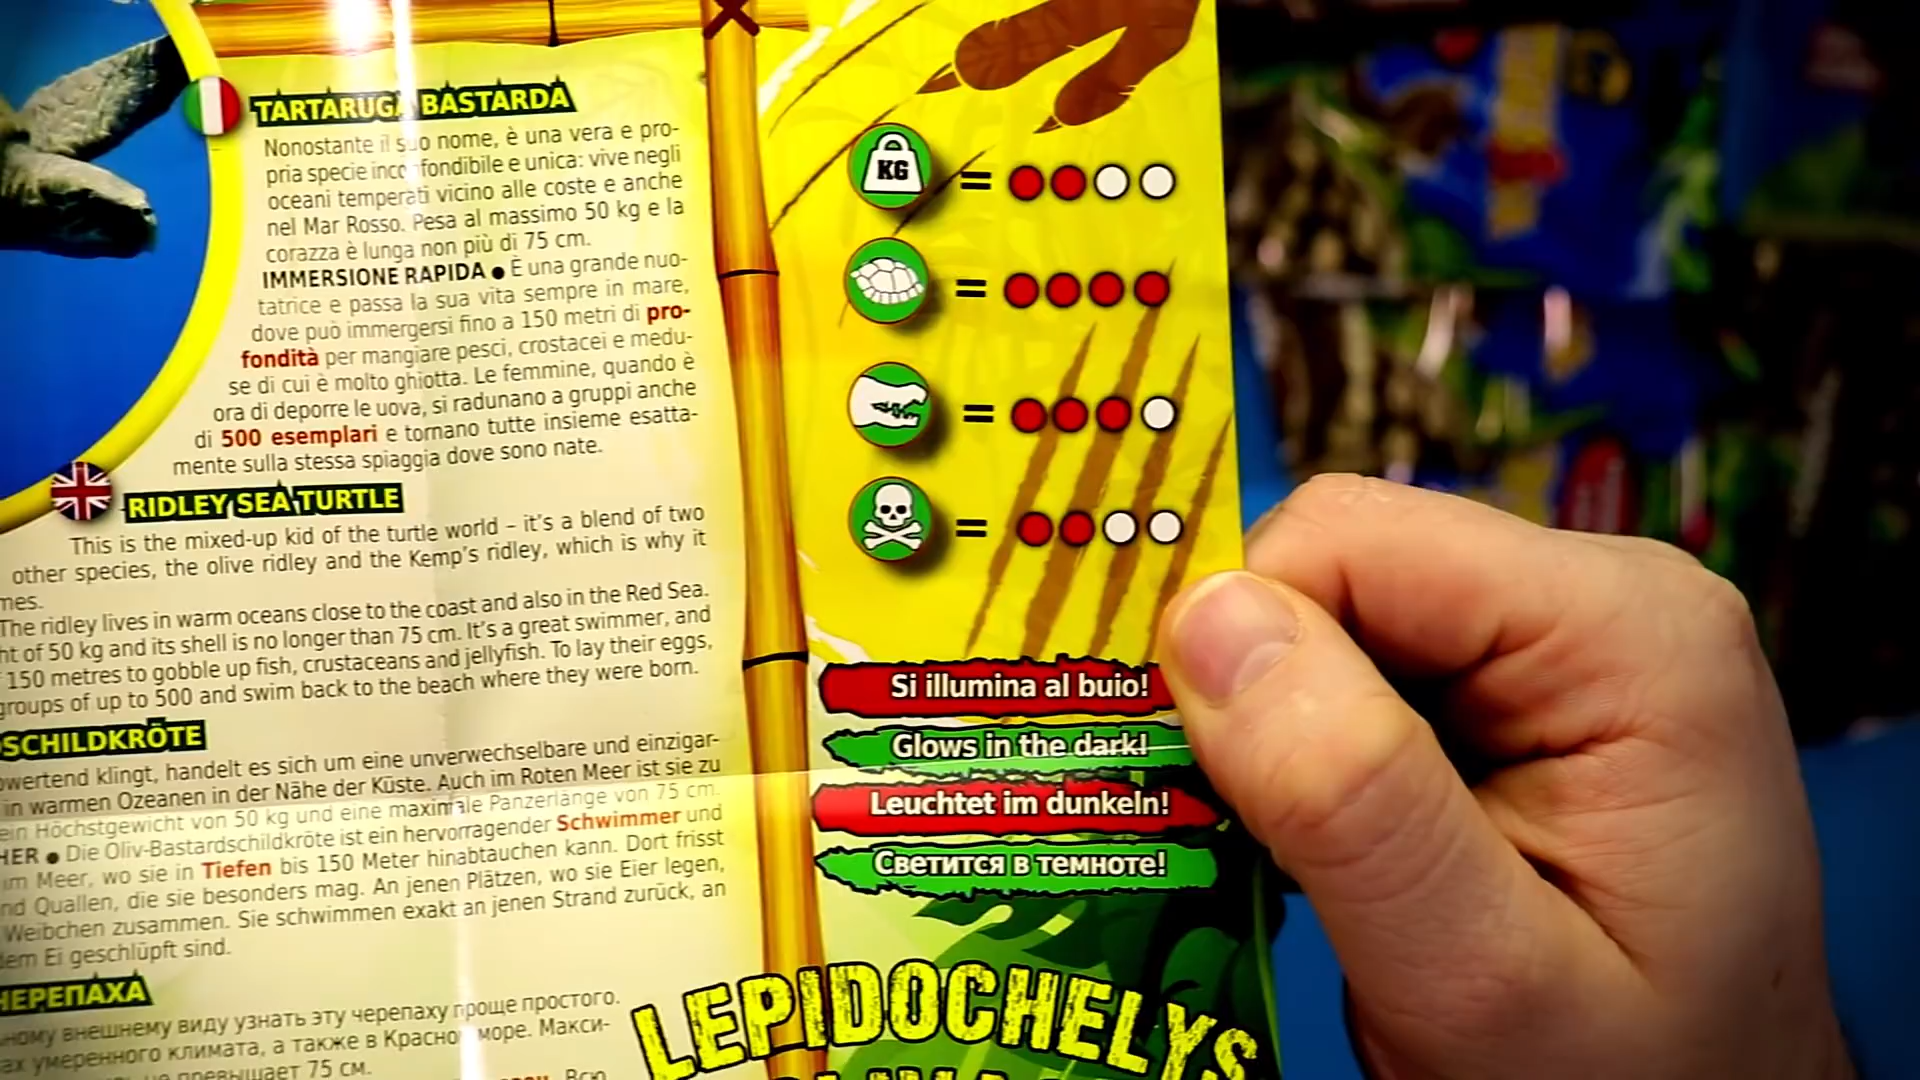 TARTARUGA BASTARDA
Nonostante il suo nome, è una vera e pro-
pria specie inconfondibile e unica: vive negli
oceani temperati vicino alle coste e anche
nel Mar Rosso. Pesa al massimo 50 kg e la
corazza è lunga non più di 75 cm.
IMMERSIONE RAPIDA ● È una grande nuo-
tatrice e passa la sua vita sempre in mare,
dove può immergersi fino a 150 metri di pro-
fondità per mangiare pesci, crostacei e medu-
se di cui è molto ghiotta. Le femmine, quando è
ora di deporre le uova, si radunano a gruppi anche
di 500 esemplari e tornano tutte insieme esatta-
mente sulla stessa spiaggia dove sono nate.
RIDLEY SEA TURTLE
This is the mixed-up kid of the turtle world – it's a blend of two
other species, the olive ridley and the Kemp's ridley, which is why it
mes.
The ridley lives in warm oceans close to the coast and also in the Red Sea.
ht of 50 kg and its shell is no longer than 75 cm. It's a great swimmer, and
150 metres to gobble up fish, crustaceans and jellyfish. To lay their eggs,
groups of up to 500 and swim back to the beach where they were born.
SCHILDKRÖTE
owertend klingt, handelt es sich um eine unverwechselbare und einzigar-
in warmen Ozeanen in der Nähe der Küste. Auch im Roten Meer ist sie zu
ein Höchstgewicht von 50 kg und eine maximale Panzerlänge von 75 cm.
HER ● Die Oliv-Bastardschildkröte ist ein hervorragender Schwimmer und
im Meer, wo sie in Tiefen bis 150 Meter hinabtauchen kann. Dort frisst
nd Quallen, die sie besonders mag. An jenen Plätzen, wo sie Eier legen,
Weibchen zusammen. Sie schwimmen exakt an jenen Strand zurück, an
dem Ei geschlüpft sind.
ЧЕРЕПАХА
ному внешнему виду узнать эту черепаху проще простого.
ах умеренного климата, а также в Красном море. Макси-
превышает 75 см.
Всю
KG
=
=
=
=
Si illumina al buio!
Glows in the dark!
Leuchtet im dunkeln!
Светится в темноте!
LEPIDOCHELYS